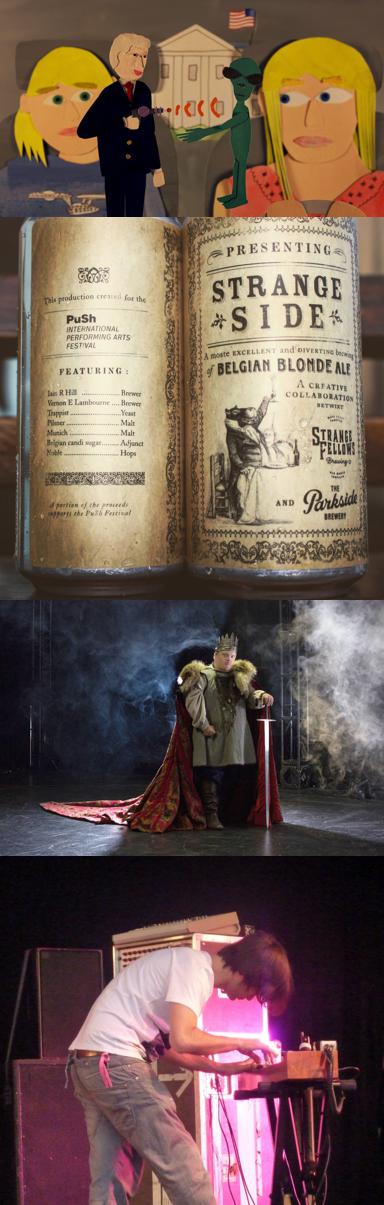 This production created for the
PuSh
INTERNATIONAL
PERFORMING ARTS
FESTIVAL
FEATURING:
Iain R Hill ........ Brewer
Vernon E Lambourne .... Brewer
Trappist ........ Yeast
Pilsner ........ Malt
Munich ........ Malt
Belgian candi sugar ........ Adjunct
Noble ........ Hops
A portion of the proceeds
supports the PuSh Festival
PRESENTING
STRANGE
SIDE
A moste EXCELLENT and DIVERTING brewing
of BELGIAN BLONDE ALE
A CREATIVE
COLLABORATION
BETWIXT
STRANGE
FELLOWS
Brewing
AND
THE
Parkside
BREWERY